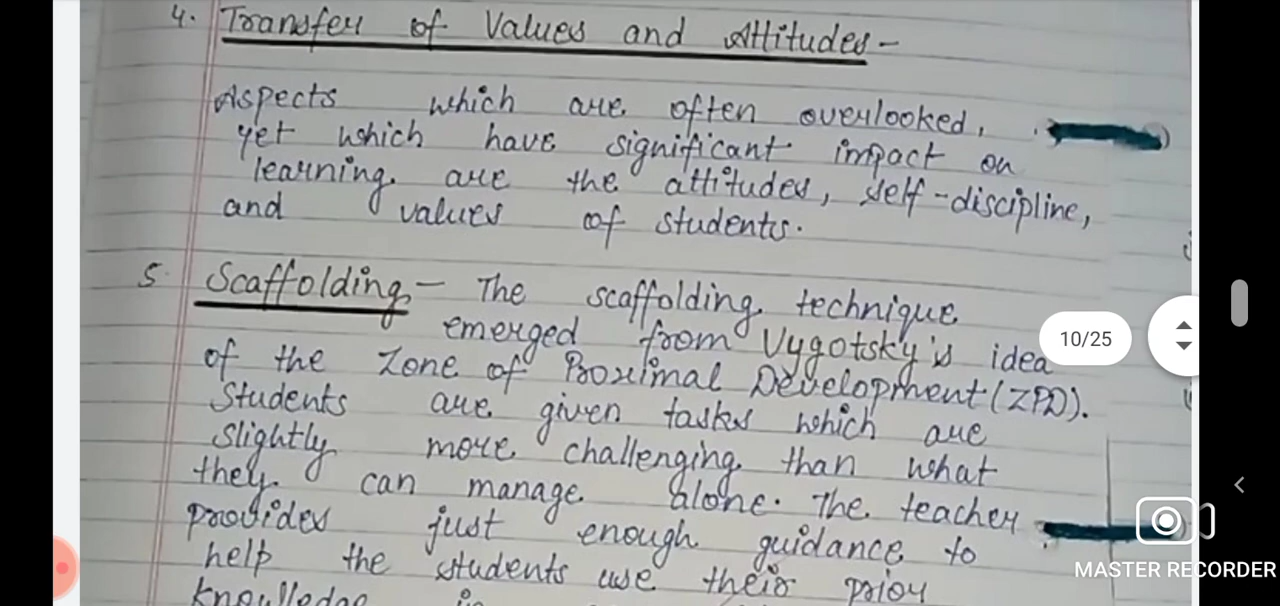 4. Transfer of Values and Attitudes-
Aspects which are often overlooked,
yet which have significant impact on
learning are the attitudes, self-discipline,
and values of students.
5. Scaffolding- The scaffolding technique
emerged from Vygotsky's idea
of the Zone of Proximal Development (ZPD).
Students are given tasks which are
slightly more challenging than what
they can manage alone. The teacher
provides just enough guidance to
help the students use their prior
knowledge
10/25
MASTER RECORDER